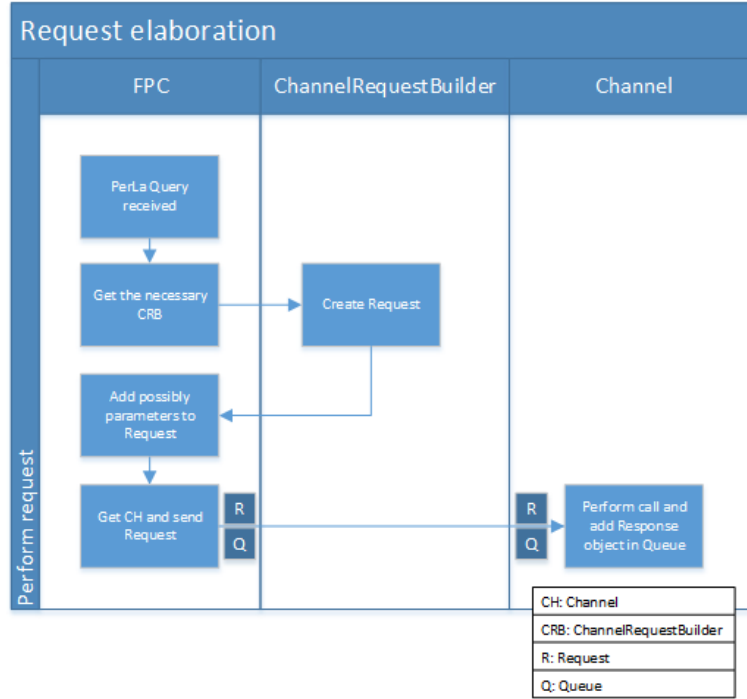 Request elaboration
FPC
ChannelRequestBuilder
Channel
PerLa Query
received
Get the necessary
CRB
Create Request
Add possibly
parameters to
Request
Get CH and send
Request
R
Q
R
Q
Perform call and
add Response
object in Queue
Perform request
CH: Channel
CRB: ChannelRequestBuilder
R: Request
Q: Queue